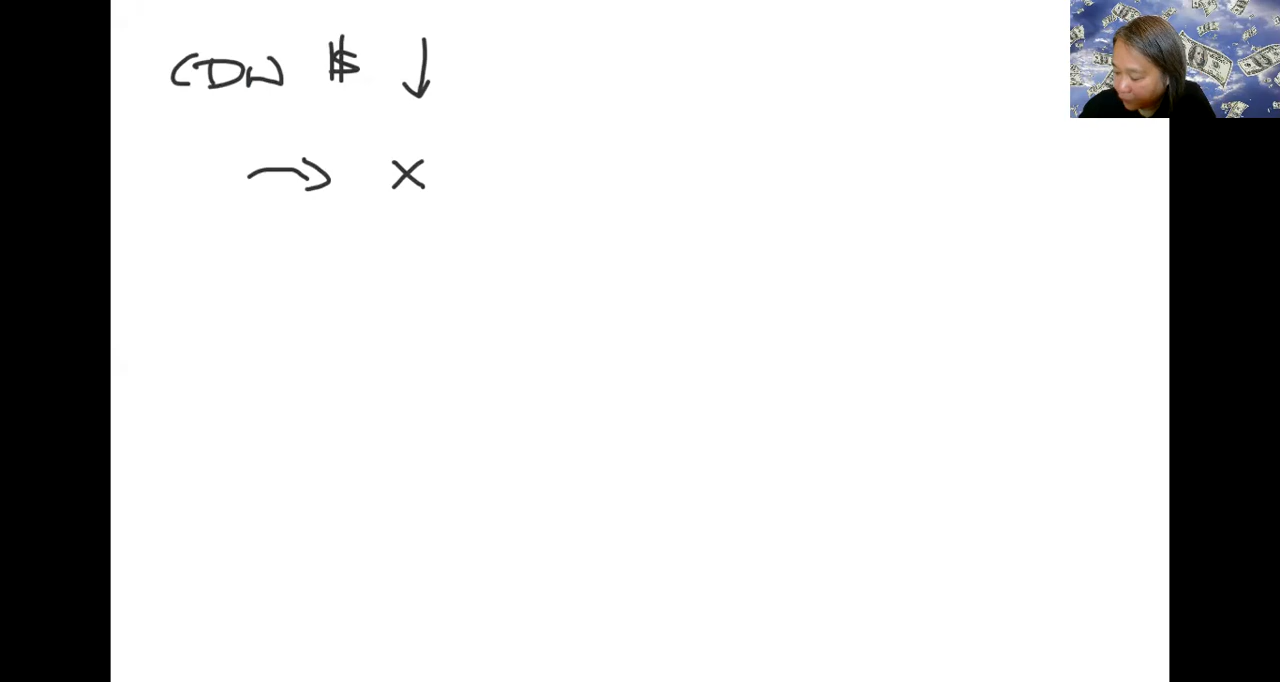 CDN $ ↓
→ X